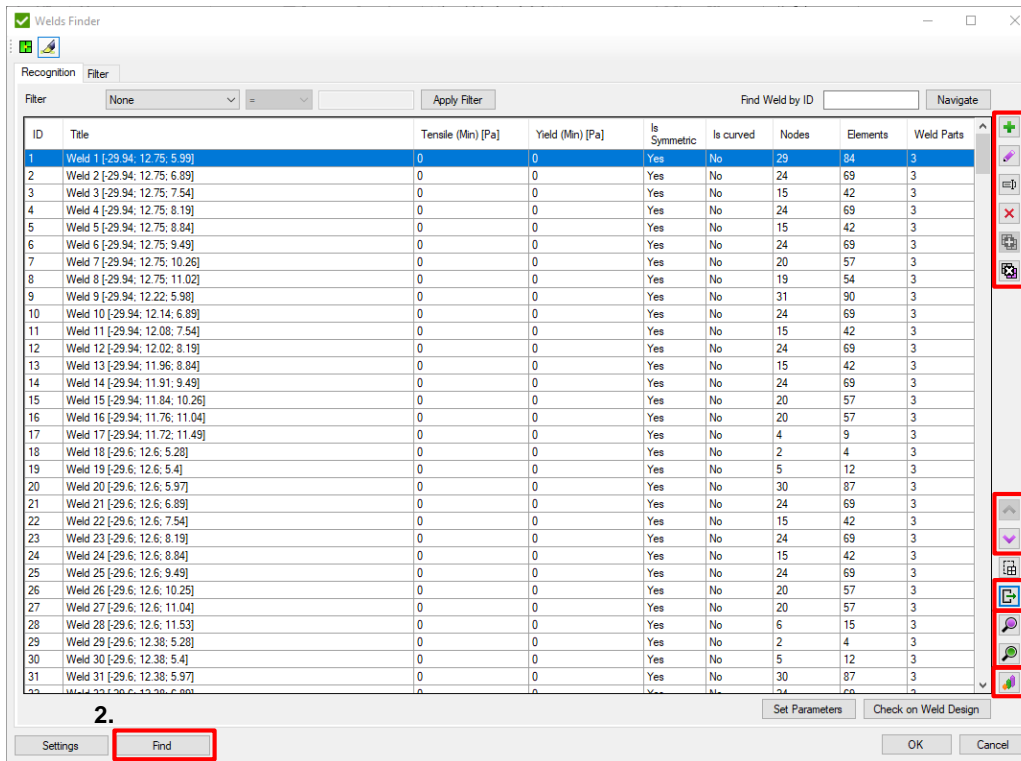 Welds Finder
Recognition Filter
Filter None = Apply Filter Find Weld by ID Navigate
ID Title Tensile (Min) [Pa] Yield (Min) [Pa] Is Symmetric Is curved Nodes Elements Weld Parts
1 Weld 1 [-29.94; 12.75; 5.99] 0 0 Yes No 29 84 3
2 Weld 2 [-29.94; 12.75; 6.89] 0 0 Yes No 24 69 3
3 Weld 3 [-29.94; 12.75; 7.54] 0 0 Yes No 15 42 3
4 Weld 4 [-29.94; 12.75; 8.19] 0 0 Yes No 24 69 3
5 Weld 5 [-29.94; 12.75; 8.84] 0 0 Yes No 15 42 3
6 Weld 6 [-29.94; 12.75; 9.49] 0 0 Yes No 24 69 3
7 Weld 7 [-29.94; 12.75; 10.26] 0 0 Yes No 20 57 3
8 Weld 8 [-29.94; 12.75; 11.02] 0 0 Yes No 19 54 3
9 Weld 9 [-29.94; 12.22; 5.98] 0 0 Yes No 31 90 3
10 Weld 10 [-29.94; 12.14; 6.89] 0 0 Yes No 24 69 3
11 Weld 11 [-29.94; 12.08; 7.54] 0 0 Yes No 15 42 3
12 Weld 12 [-29.94; 12.02; 8.19] 0 0 Yes No 24 69 3
13 Weld 13 [-29.94; 11.96; 8.84] 0 0 Yes No 15 42 3
14 Weld 14 [-29.94; 11.91; 9.49] 0 0 Yes No 24 69 3
15 Weld 15 [-29.94; 11.84; 10.26] 0 0 Yes No 20 57 3
16 Weld 16 [-29.94; 11.76; 11.04] 0 0 Yes No 20 57 3
17 Weld 17 [-29.94; 11.72; 11.49] 0 0 Yes No 4 9 3
18 Weld 18 [-29.6; 12.6; 5.28] 0 0 Yes No 2 4 3
19 Weld 19 [-29.6; 12.6; 5.4] 0 0 Yes No 5 12 3
20 Weld 20 [-29.6; 12.6; 5.97] 0 0 Yes No 30 87 3
21 Weld 21 [-29.6; 12.6; 6.89] 0 0 Yes No 24 69 3
22 Weld 22 [-29.6; 12.6; 7.54] 0 0 Yes No 15 42 3
23 Weld 23 [-29.6; 12.6; 8.19] 0 0 Yes No 24 69 3
24 Weld 24 [-29.6; 12.6; 8.84] 0 0 Yes No 15 42 3
25 Weld 25 [-29.6; 12.6; 9.49] 0 0 Yes No 24 69 3
26 Weld 26 [-29.6; 12.6; 10.25] 0 0 Yes No 20 57 3
27 Weld 27 [-29.6; 12.6; 11.04] 0 0 Yes No 20 57 3
28 Weld 28 [-29.6; 12.6; 11.53] 0 0 Yes No 6 15 3
29 Weld 29 [-29.6; 12.38; 5.28] 0 0 Yes No 2 4 3
30 Weld 30 [-29.6; 12.38; 5.4] 0 0 Yes No 5 12 3
31 Weld 31 [-29.6; 12.38; 5.97] 0 0 Yes No 30 87 3
Set Parameters Check on Weld Design
2.
Settings Find OK Cancel